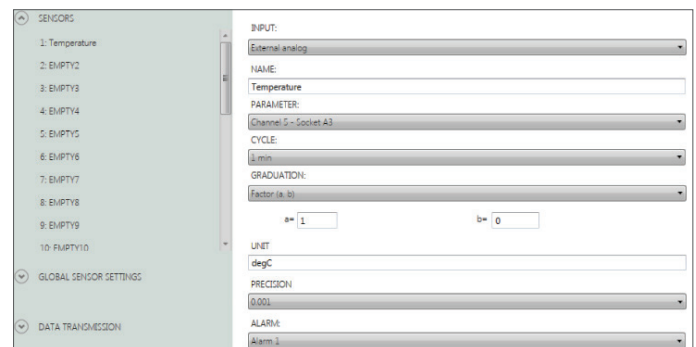 SENSORS
1: Temperature
2: EMPTY2
3: EMPTY3
4: EMPTY4
5: EMPTY5
6: EMPTY6
7: EMPTY7
8: EMPTY8
9: EMPTY9
10: EMPTY10
GLOBAL SENSOR SETTINGS
DATA TRANSMISSION
INPUT:
External analog
NAME:
Temperature
PARAMETER:
Channel 5 - Socket A3
CYCLE:
1 min
GRADUATION:
Factor (a, b)
a= 1 b= 0
UNIT
degC
PRECISION
0.001
ALARM:
Alarm 1